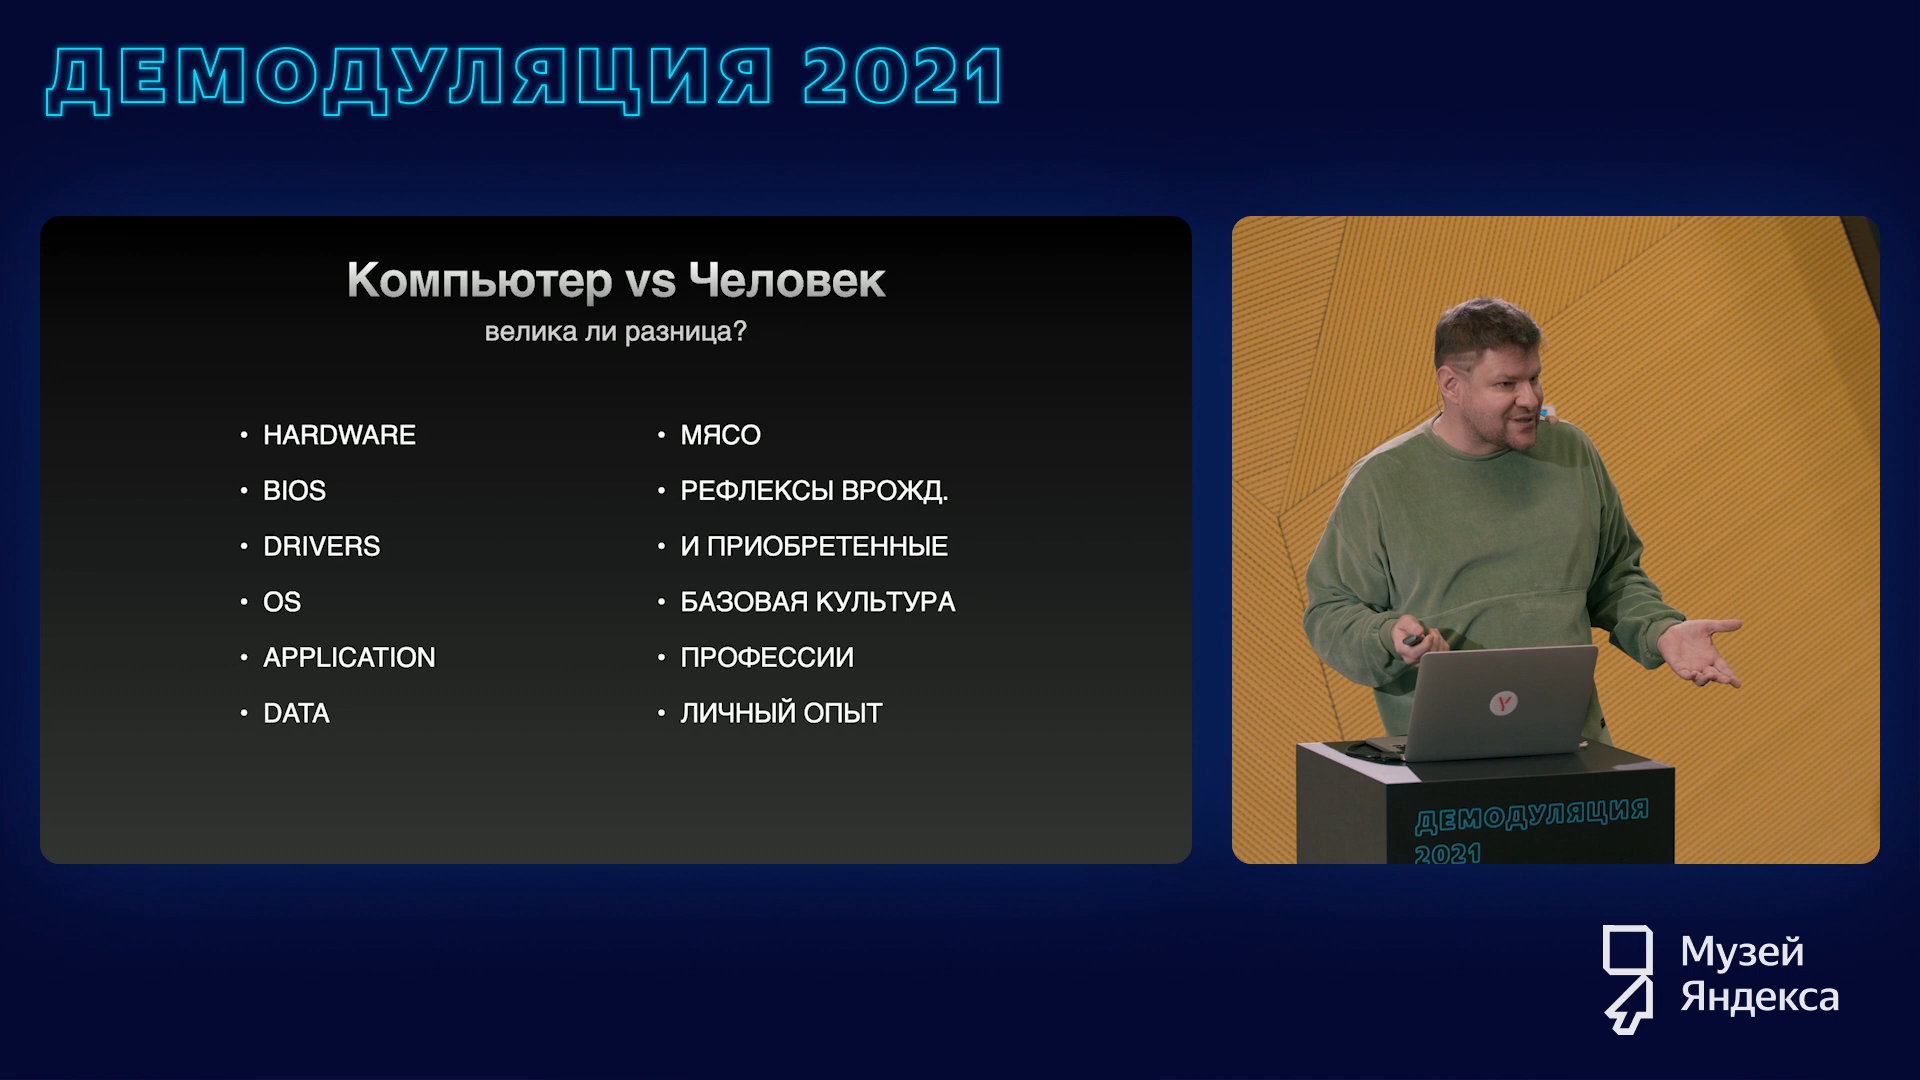 ДЕМОДУЛЯЦИЯ 2021
Компьютер vs Человек
велика ли разница?
• HARDWARE
• BIOS
• DRIVERS
• OS
• APPLICATION
• DATA
• МЯСО
• РЕФЛЕКСЫ ВРОЖД.
• И ПРИОБРЕТЕННЫЕ
• БАЗОВАЯ КУЛЬТУРА
• ПРОФЕССИИ
• ЛИЧНЫЙ ОПЫТ
ДЕМОДУЛЯЦИЯ
2021
Музей
Яндекса